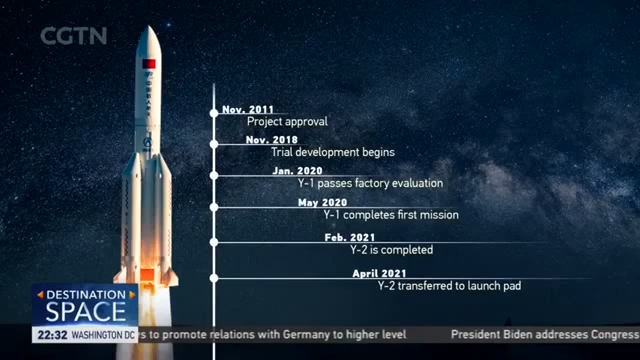 CGTN
Nov. 2011
Project approval
Nov. 2018
Trial development begins
Jan. 2020
Y-1 passes factory evaluation
May 2020
Y-1 completes first mission
Feb. 2021
Y-2 is completed
April 2021
Y-2 transferred to launch pad
DESTINATION
SPACE
22:32 WASHINGTON DC
to promote relations with Germany to higher level President Biden addresses Congress